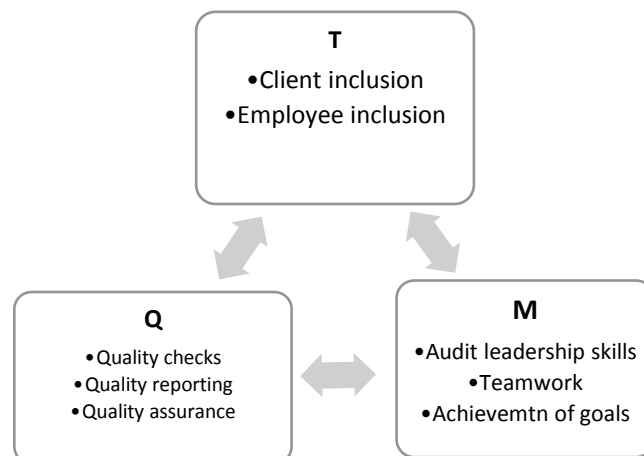 T
•Client inclusion
•Employee inclusion
Q
•Quality checks
•Quality reporting
•Quality assurance
M
•Audit leadership skills
•Teamwork
•Achievemtn of goals